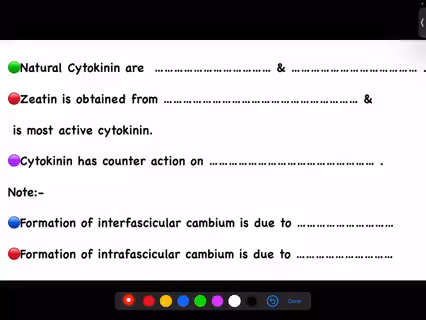 Natural Cytokinin are ……………………………… & ………………………………… .
Zeatin is obtained from …………………………………………………… &
is most active cytokinin.
Cytokinin has counter action on …………………………………………… .
Note:-
Formation of interfascicular cambium is due to …………………………
Formation of intrafascicular cambium is due to …………………………
Done